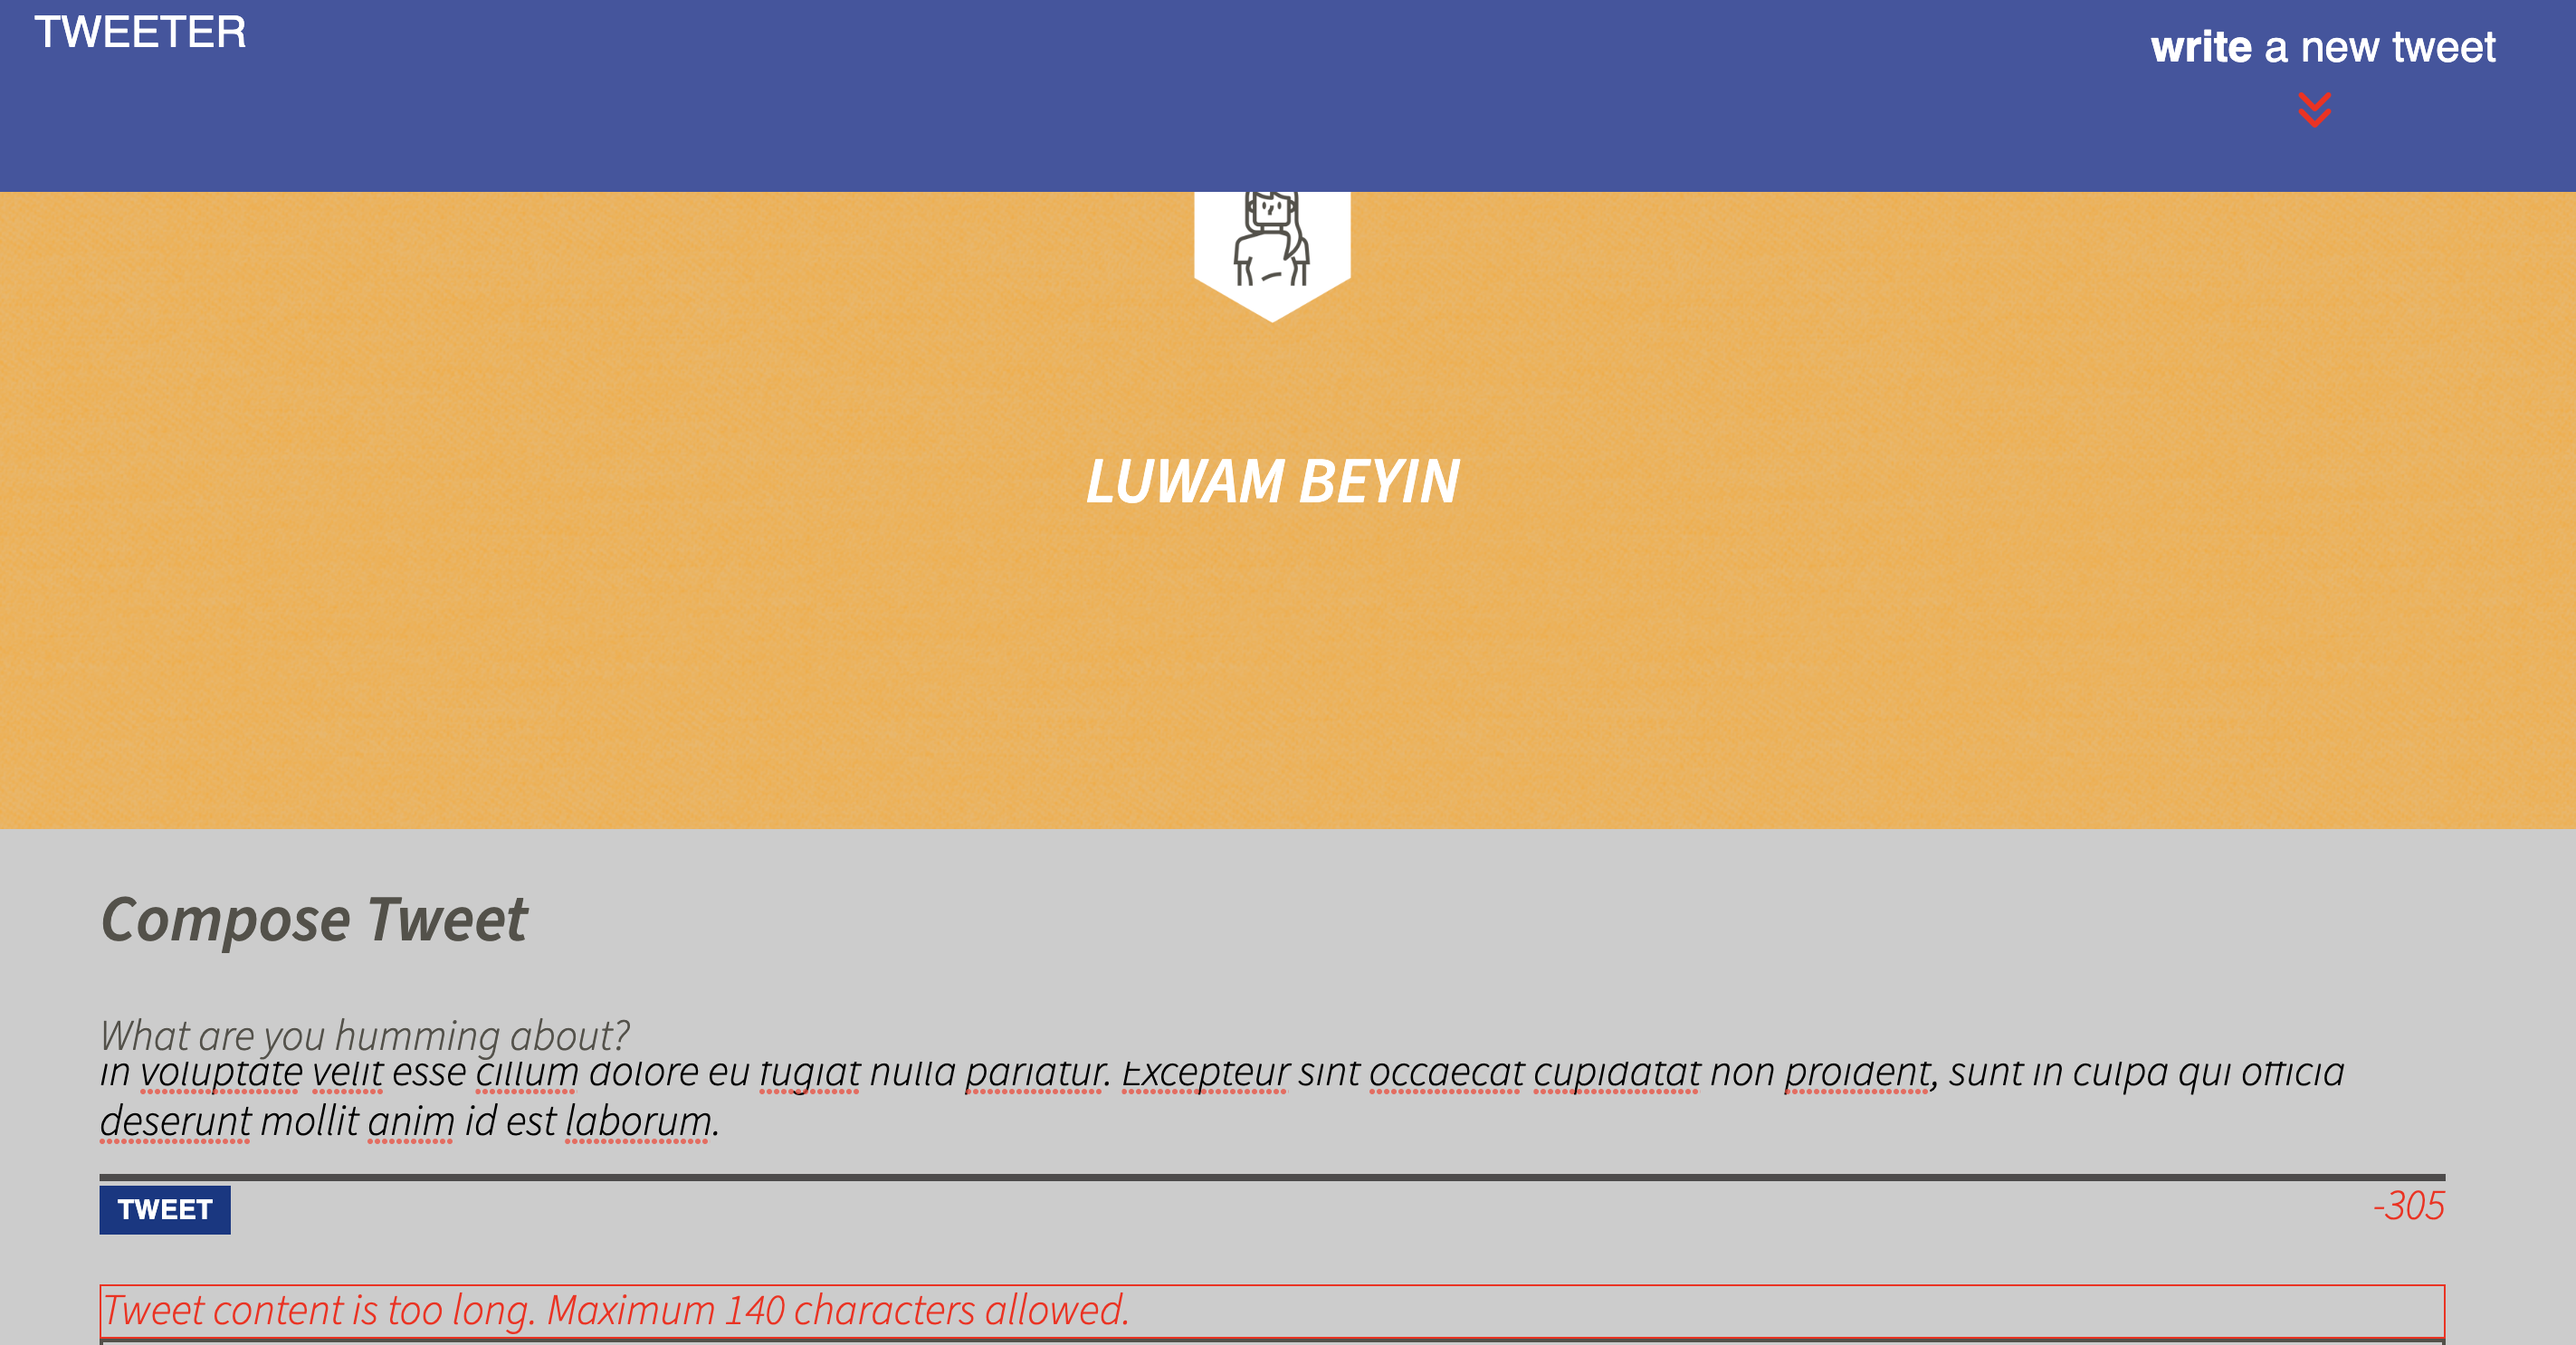 TWEETER
write a new tweet
LUWAM BEYIN
Compose Tweet
What are you humming about?
in voluptate velit esse cillum dolore eu fugiat nulla pariatur. Excepteur sint occaecat cupidatat non proident, sunt in culpa qui officia
deserunt mollit anim id est laborum.
TWEET
-305
Tweet content is too long. Maximum 140 characters allowed.